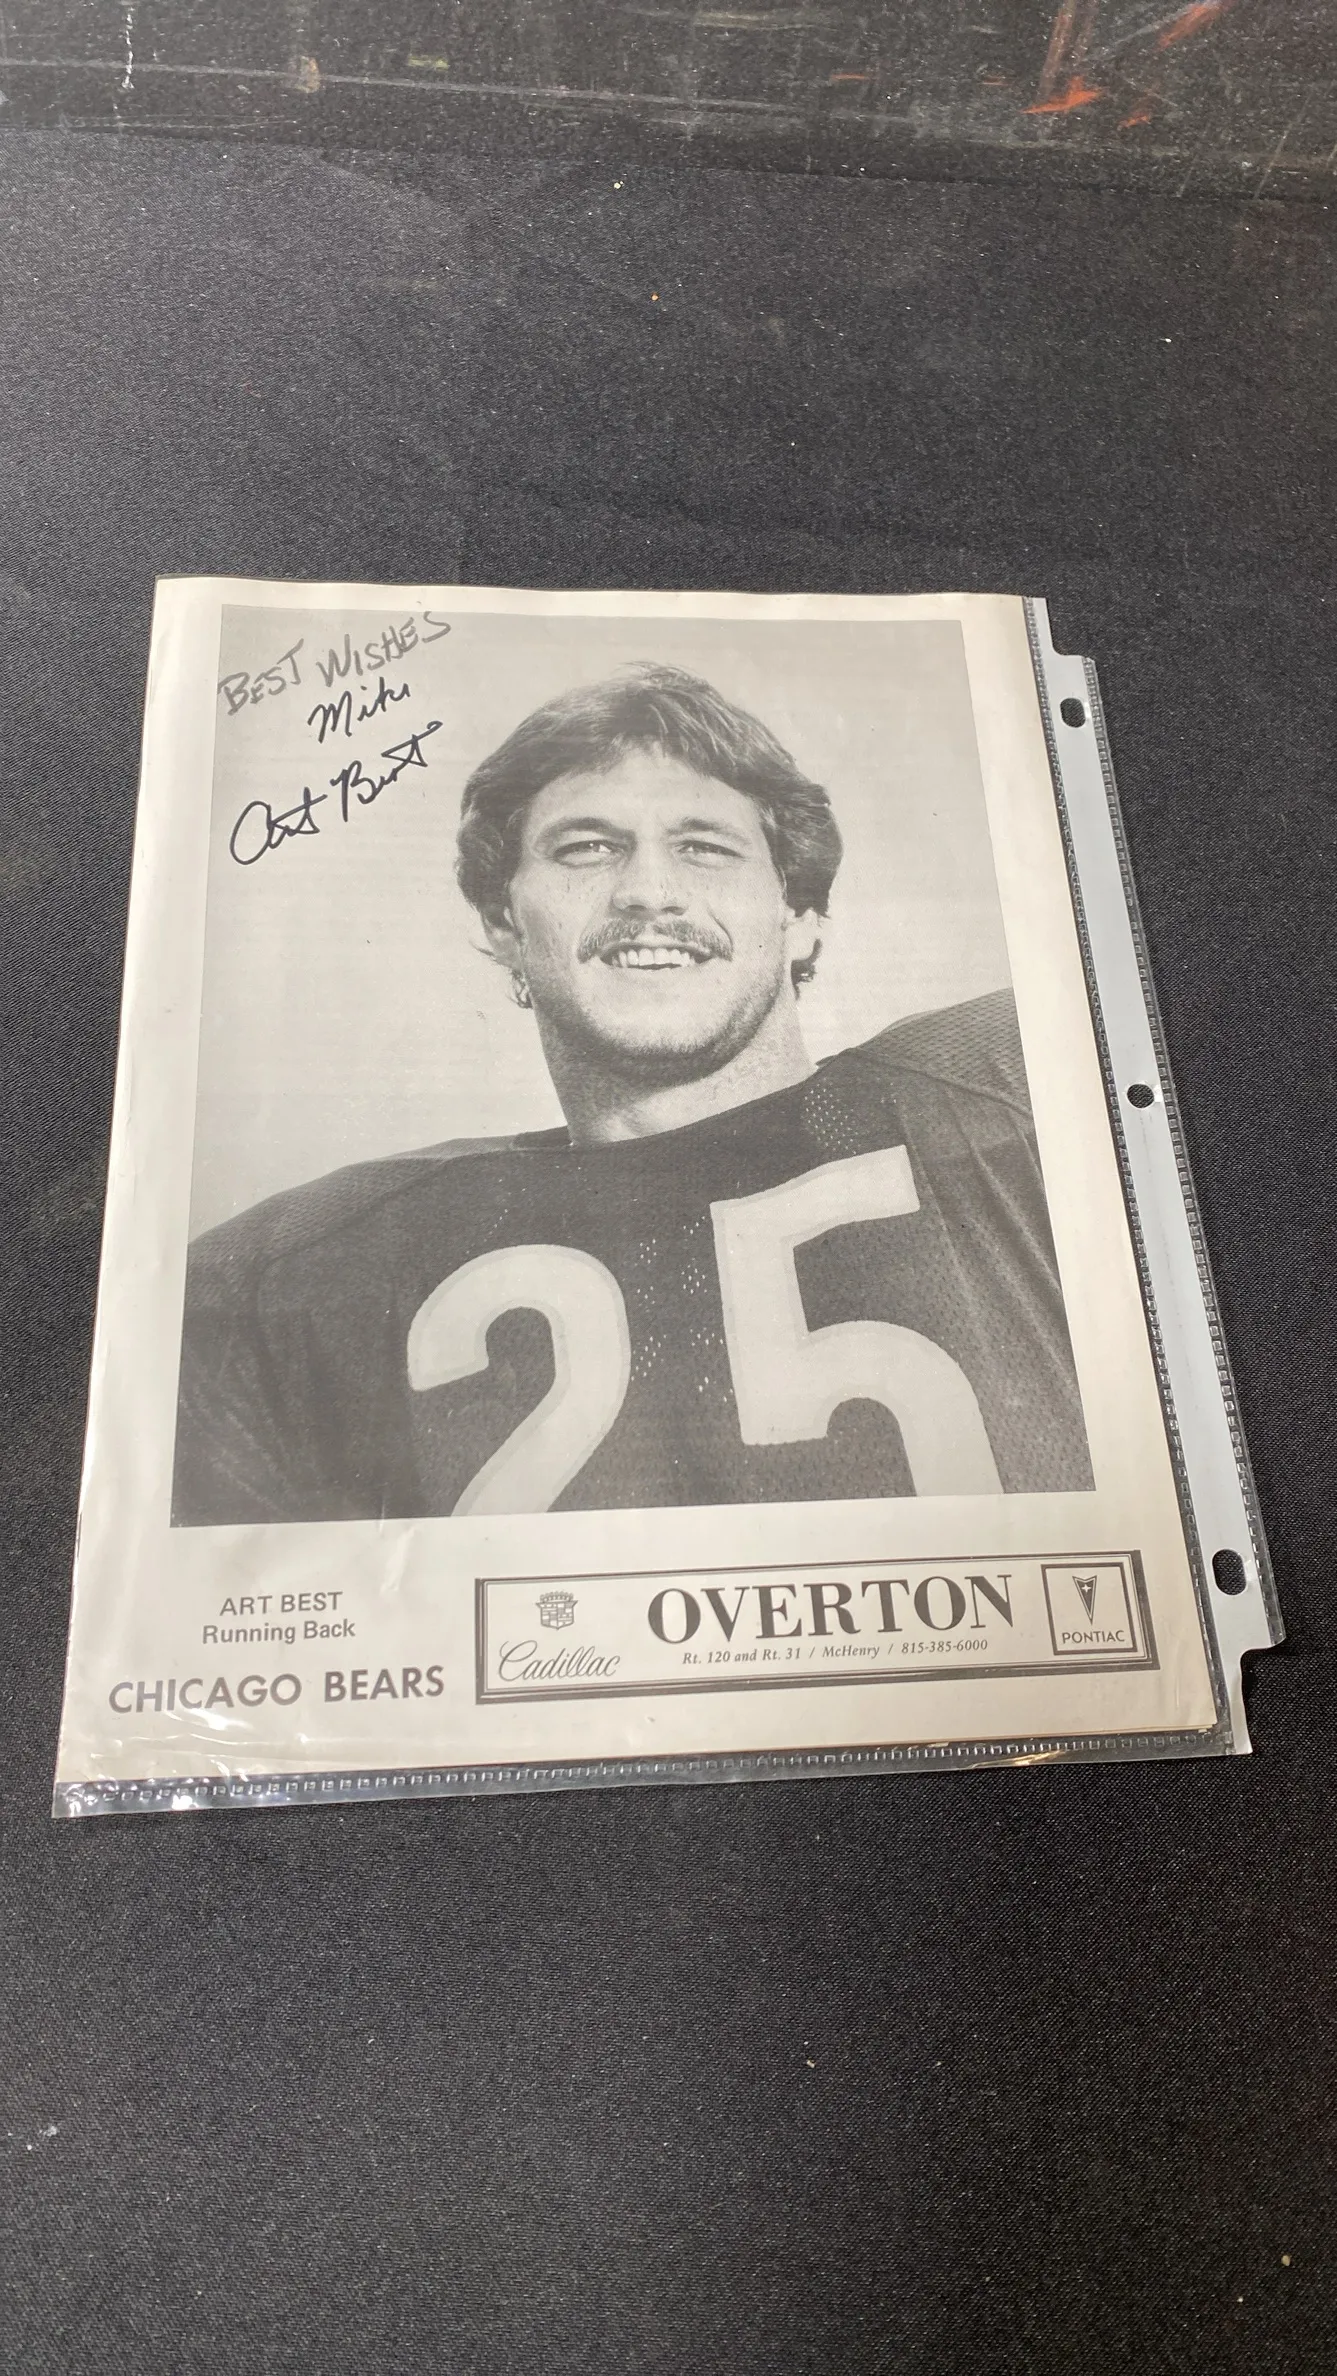 BEST WISHES
Mike
Art Best
25
ART BEST
Running Back
CHICAGO BEARS
Cadillac
OVERTON
Rt. 120 and Rt. 31 / McHenry / 815-385-6000
PONTIAC